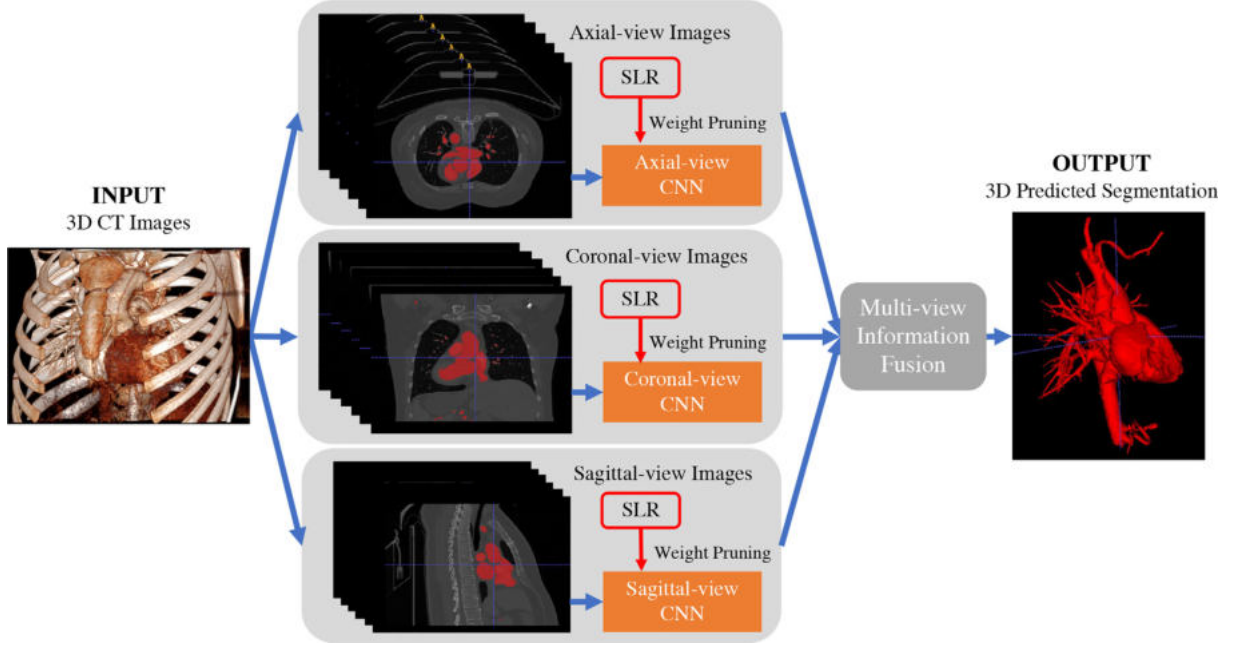 INPUT
3D CT Images
Axial-view Images
SLR
Weight Pruning
Axial-view
CNN
Coronal-view Images
SLR
Weight Pruning
Coronal-view
CNN
Sagittal-view Images
SLR
Weight Pruning
Sagittal-view
CNN
Multi-view
Information
Fusion
OUTPUT
3D Predicted Segmentation